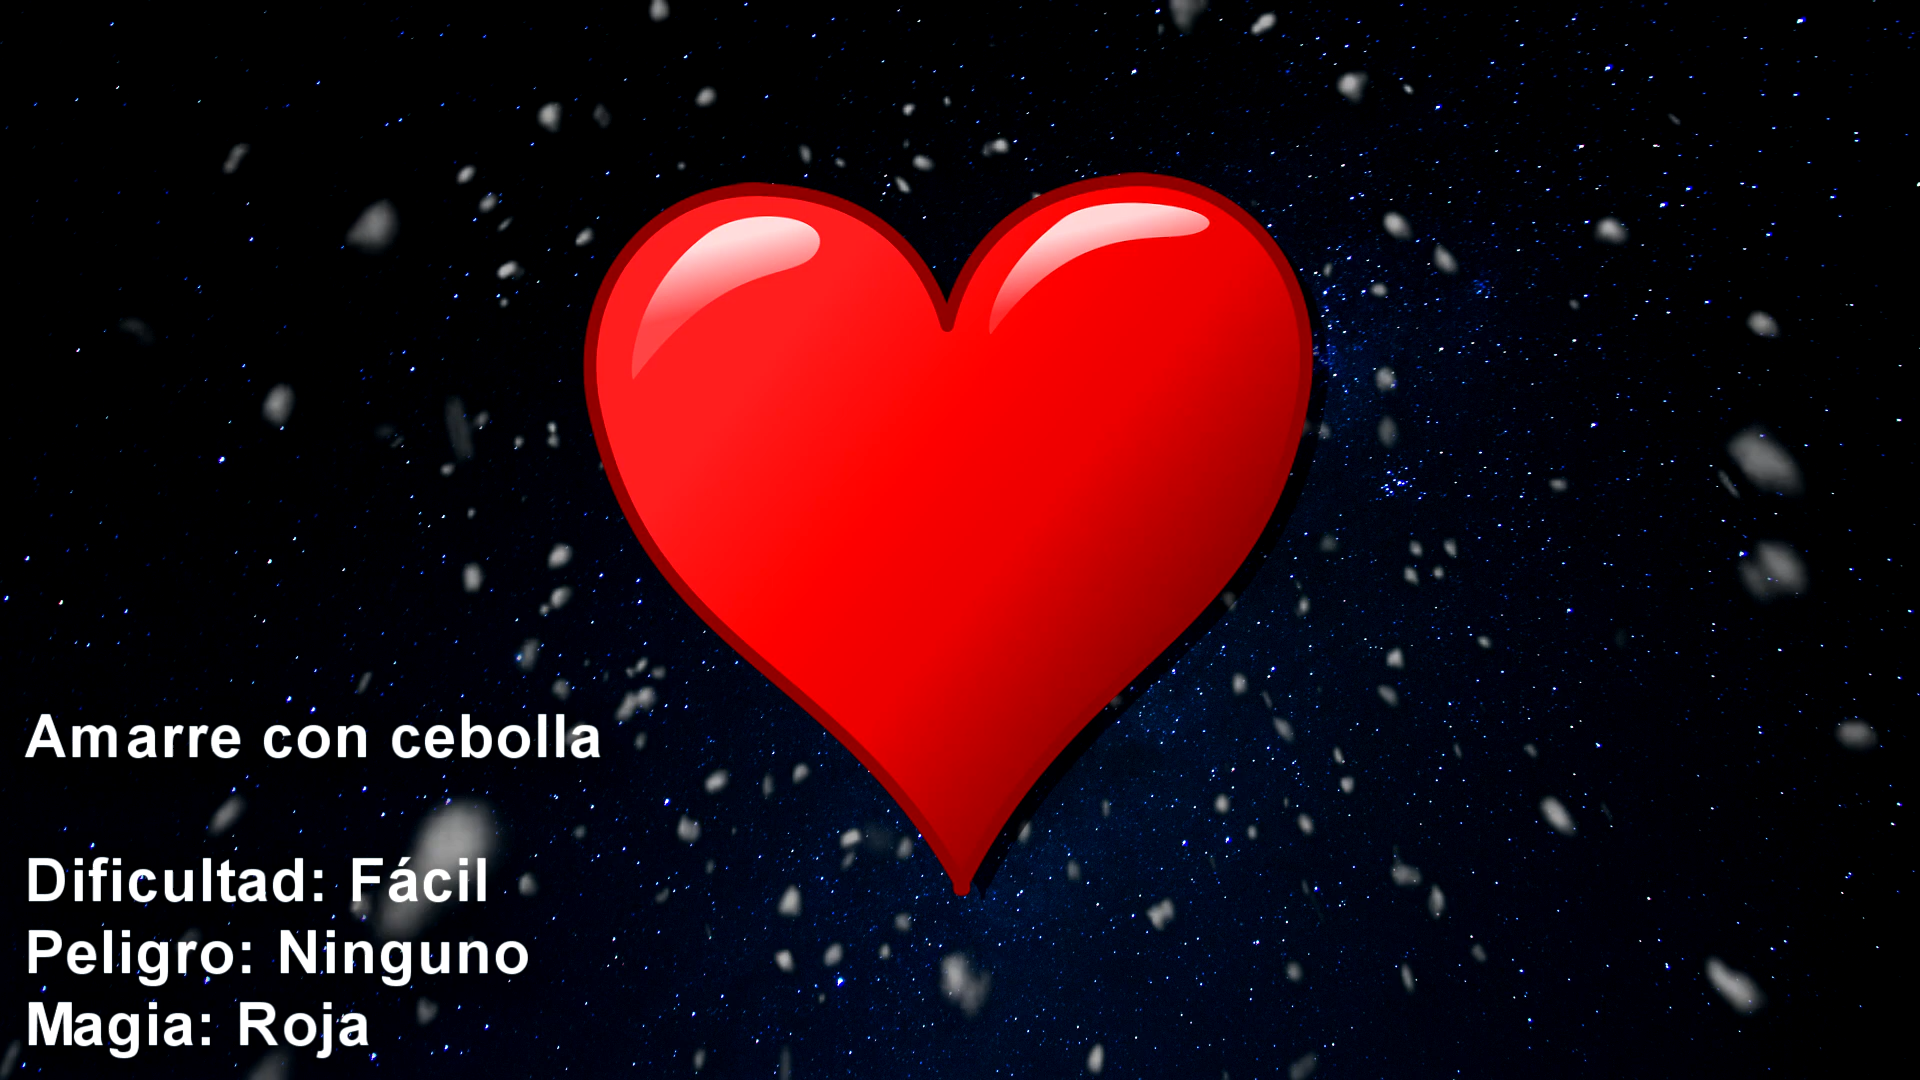 Amarre con cebolla
Dificultad: Fácil
Peligro: Ninguno
Magia: Roja